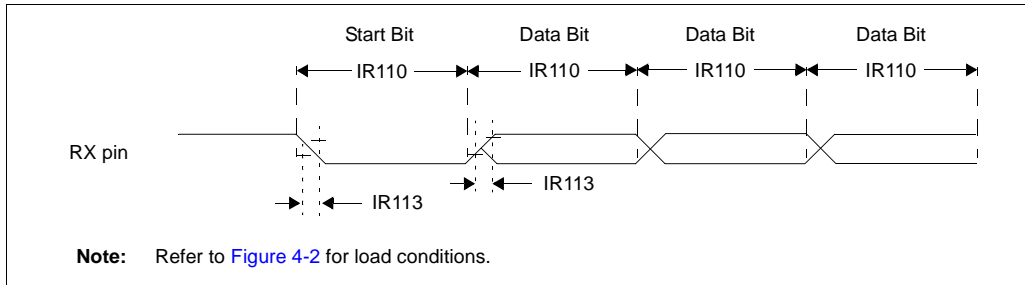 Start Bit Data Bit Data Bit Data Bit
IR110 IR110 IR110 IR110
RX pin
IR113 IR113
Note: Refer to Figure 4-2 for load conditions.